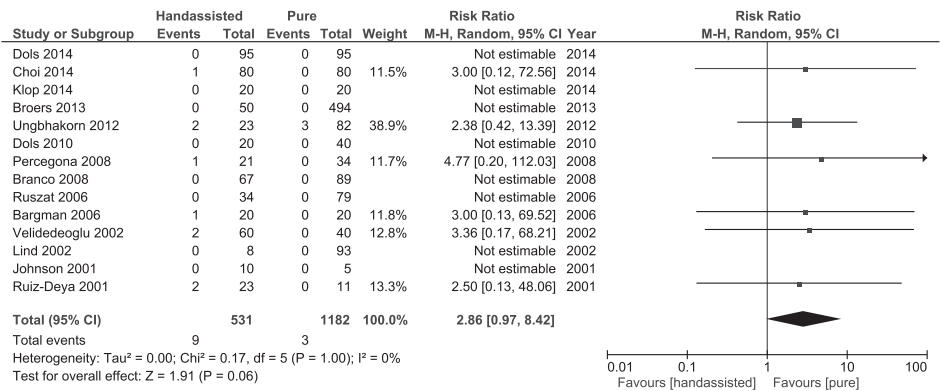 Handassisted Pure Risk Ratio Risk Ratio
Study or Subgroup Events Total Events Total Weight M-H, Random, 95% CI Year M-H, Random, 95% CI
Dols 2014 0 95 0 95 Not estimable 2014
Choi 2014 1 80 0 80 11.5% 3.00 [0.12, 72.56] 2014
Klop 2014 0 20 0 20 Not estimable 2014
Broers 2013 0 50 0 494 Not estimable 2013
Ungbhakorn 2012 2 23 3 82 38.9% 2.38 [0.42, 13.39] 2012
Dols 2010 0 20 0 40 Not estimable 2010
Percegona 2008 1 21 0 34 11.7% 4.77 [0.20, 112.03] 2008
Branco 2008 0 67 0 89 Not estimable 2008
Ruszat 2006 0 34 0 79 Not estimable 2006
Bargman 2006 1 20 0 20 11.8% 3.00 [0.13, 69.52] 2006
Velidedeoglu 2002 2 60 0 40 12.8% 3.36 [0.17, 68.21] 2002
Lind 2002 0 8 0 93 Not estimable 2002
Johnson 2001 0 10 0 5 Not estimable 2001
Ruiz-Deya 2001 2 23 0 11 13.3% 2.50 [0.13, 48.06] 2001
Total (95% CI) 531 1182 100.0% 2.86 [0.97, 8.42]
Total events 9 3
Heterogeneity: Tau² = 0.00; Chi² = 0.17, df = 5 (P = 1.00); I² = 0%
Test for overall effect: Z = 1.91 (P = 0.06)
0.01 0.1 1 10 100
Favours [handassisted] Favours [pure]